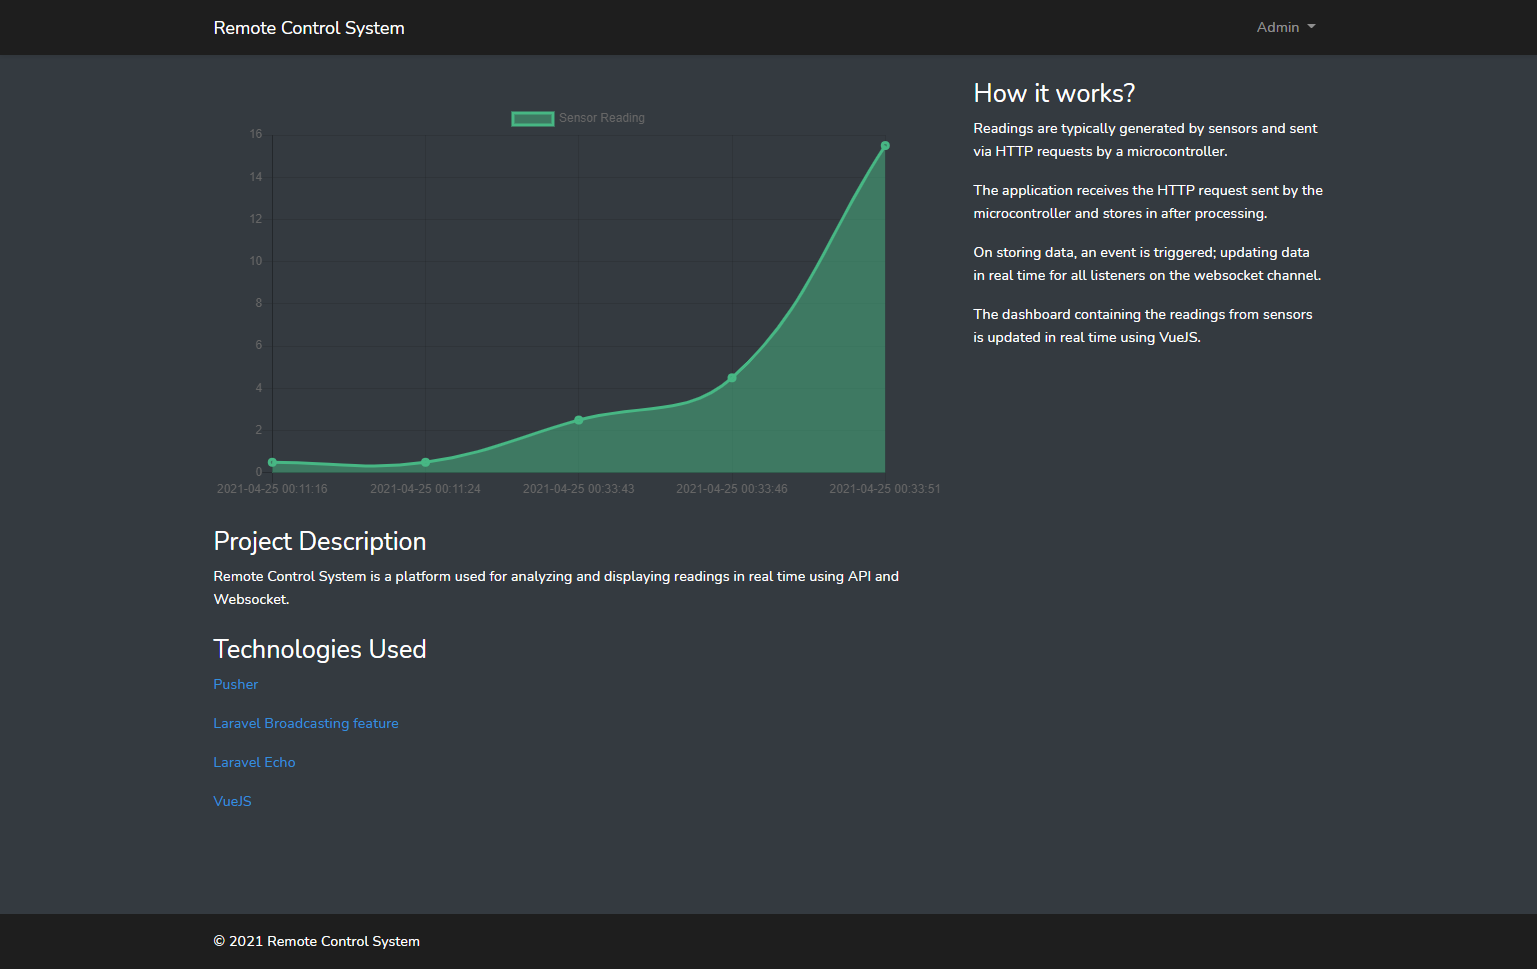 Remote Control System
Admin
Sensor Reading
16
14
12
10
8
6
4
2
0
2021-04-25 00:11:16 2021-04-25 00:11:24 2021-04-25 00:33:43 2021-04-25 00:33:46 2021-04-25 00:33:51
Project Description
Remote Control System is a platform used for analyzing and displaying readings in real time using API and
Websocket.
Technologies Used
Pusher
Laravel Broadcasting feature
Laravel Echo
VueJS
How it works?
Readings are typically generated by sensors and sent
via HTTP requests by a microcontroller.
The application receives the HTTP request sent by the
microcontroller and stores in after processing.
On storing data, an event is triggered; updating data
in real time for all listeners on the websocket channel.
The dashboard containing the readings from sensors
is updated in real time using VueJS.
© 2021 Remote Control System